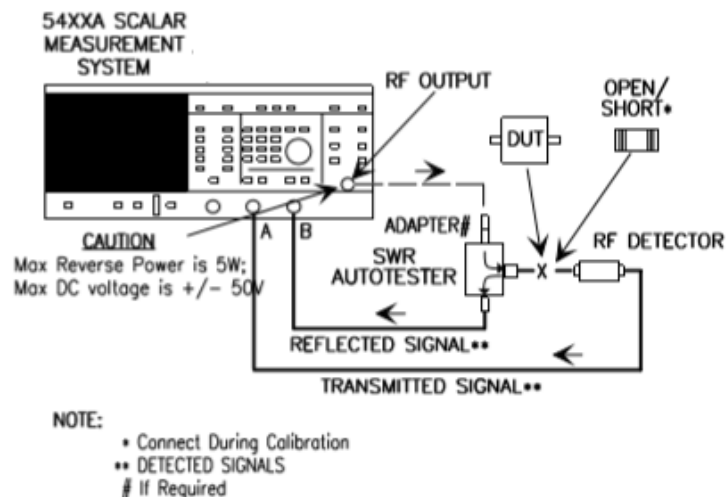 54XXA SCALAR
MEASUREMENT
SYSTEM
RF OUTPUT
OPEN/
SHORT*
DUT
ADAPTER#
RF DETECTOR
SWR
AUTOTESTER
A
B
X
CAUTION
Max Reverse Power is 5W;
Max DC voltage is +/- 50V
REFLECTED SIGNAL**
TRANSMITTED SIGNAL**
NOTE:
* Connect During Calibration
** DETECTED SIGNALS
# If Required